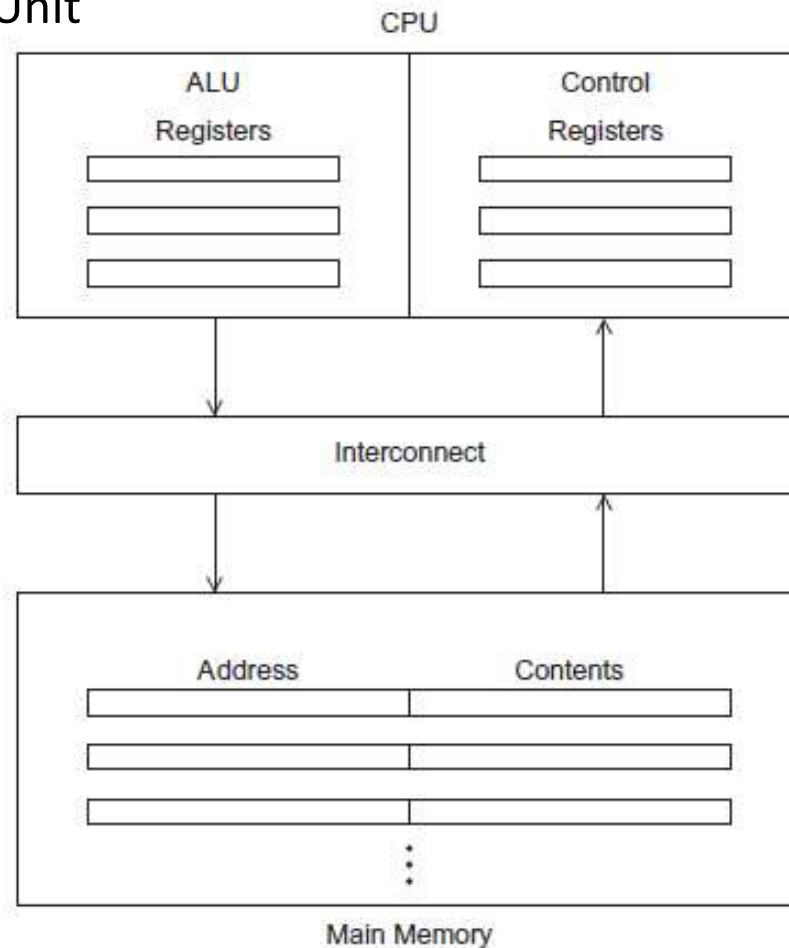 Unit
CPU
ALU Control
Registers Registers
Interconnect
Address Contents
Main Memory